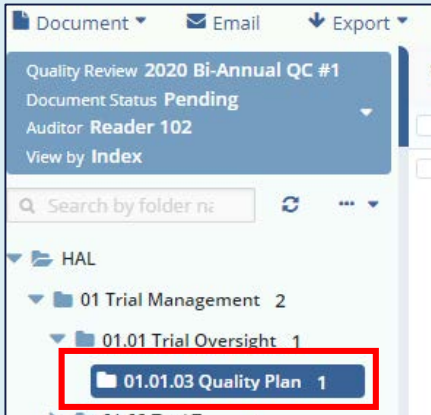 Document Email Export
Quality Review 2020 Bi-Annual QC #1
Document Status Pending
Auditor Reader 102
View by Index
Search by folder na
HAL
01 Trial Management 2
01.01 Trial Oversight 1
01.01.03 Quality Plan 1